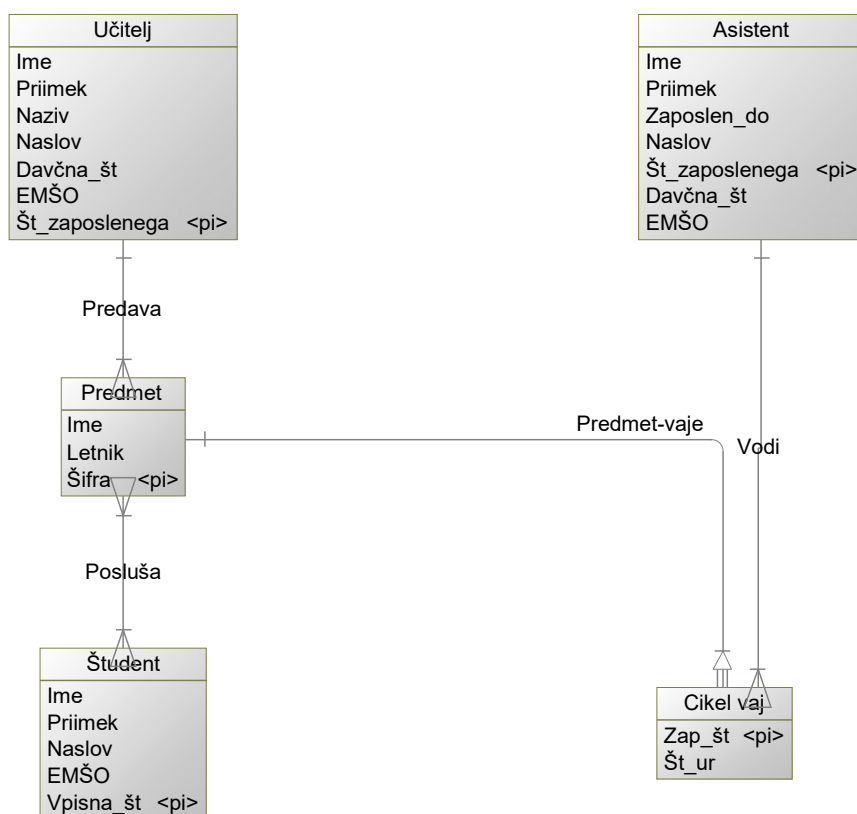 Učitelj
Ime
Priimek
Naziv
Naslov
Davčna_št
EMŠO
Št_zaposlenega <pi>
Asistent
Ime
Priimek
Zaposlen_do
Naslov
Št_zaposlenega <pi>
Davčna_št
EMŠO
Predava
Predmet
Ime
Letnik
Šifra <pi>
Predmet-vaje
Vodi
Posluša
Študent
Ime
Priimek
Naslov
EMŠO
Vpisna_št <pi>
Cikel vaj
Zap_št <pi>
Št_ur